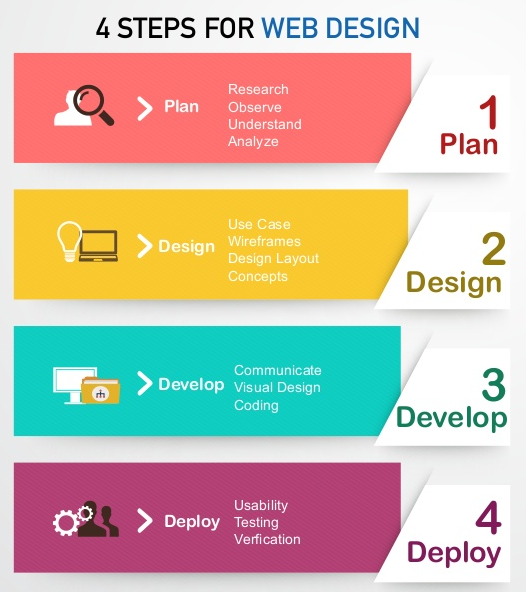 4 STEPS FOR WEB DESIGN
Plan
Research
Observe
Understand
Analyze
1
Plan
Design
Use Case
Wireframes
Design Layout
Concepts
2
Design
Develop
Communicate
Visual Design
Coding
3
Develop
Deploy
Usability
Testing
Verfication
4
Deploy